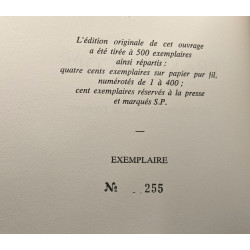 L'édition originale de cet ouvrage
a été tirée à 500 exemplaires
ainsi répartis :
quatre cents exemplaires sur papier pur fil,
numérotés de 1 à 400 ;
cent exemplaires réservés à la presse
et marqués S.P.
—
EXEMPLAIRE
№ 255